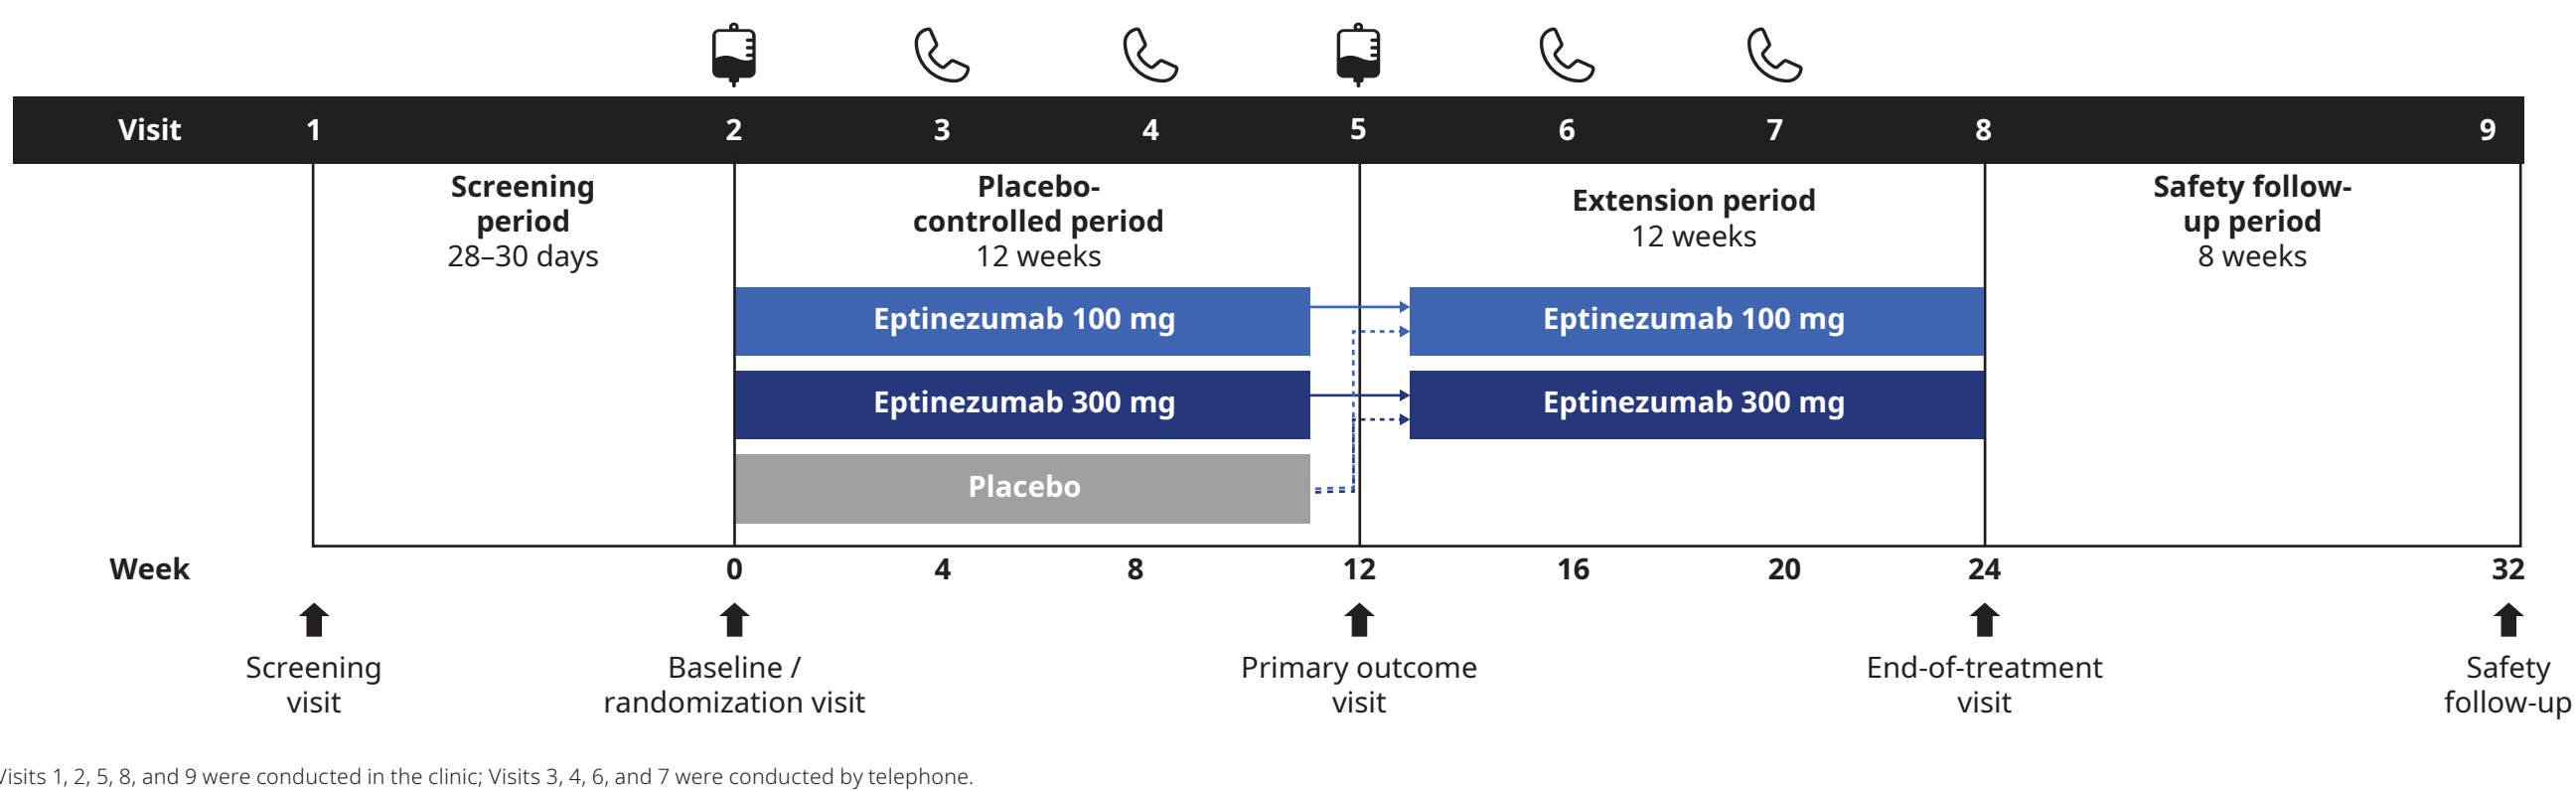 Visit 1 2 3 4 5 6 7 8 9
Screening
period
28–30 days
Placebo-
controlled period
12 weeks
Extension period
12 weeks
Safety follow-
up period
8 weeks
Eptinezumab 100 mg
Eptinezumab 100 mg
Eptinezumab 300 mg
Eptinezumab 300 mg
Placebo
Week 0 4 8 12 16 20 24 32
Screening
visit
Baseline /
randomization visit
Primary outcome
visit
End-of-treatment
visit
Safety
follow-up
Visits 1, 2, 5, 8, and 9 were conducted in the clinic; Visits 3, 4, 6, and 7 were conducted by telephone.